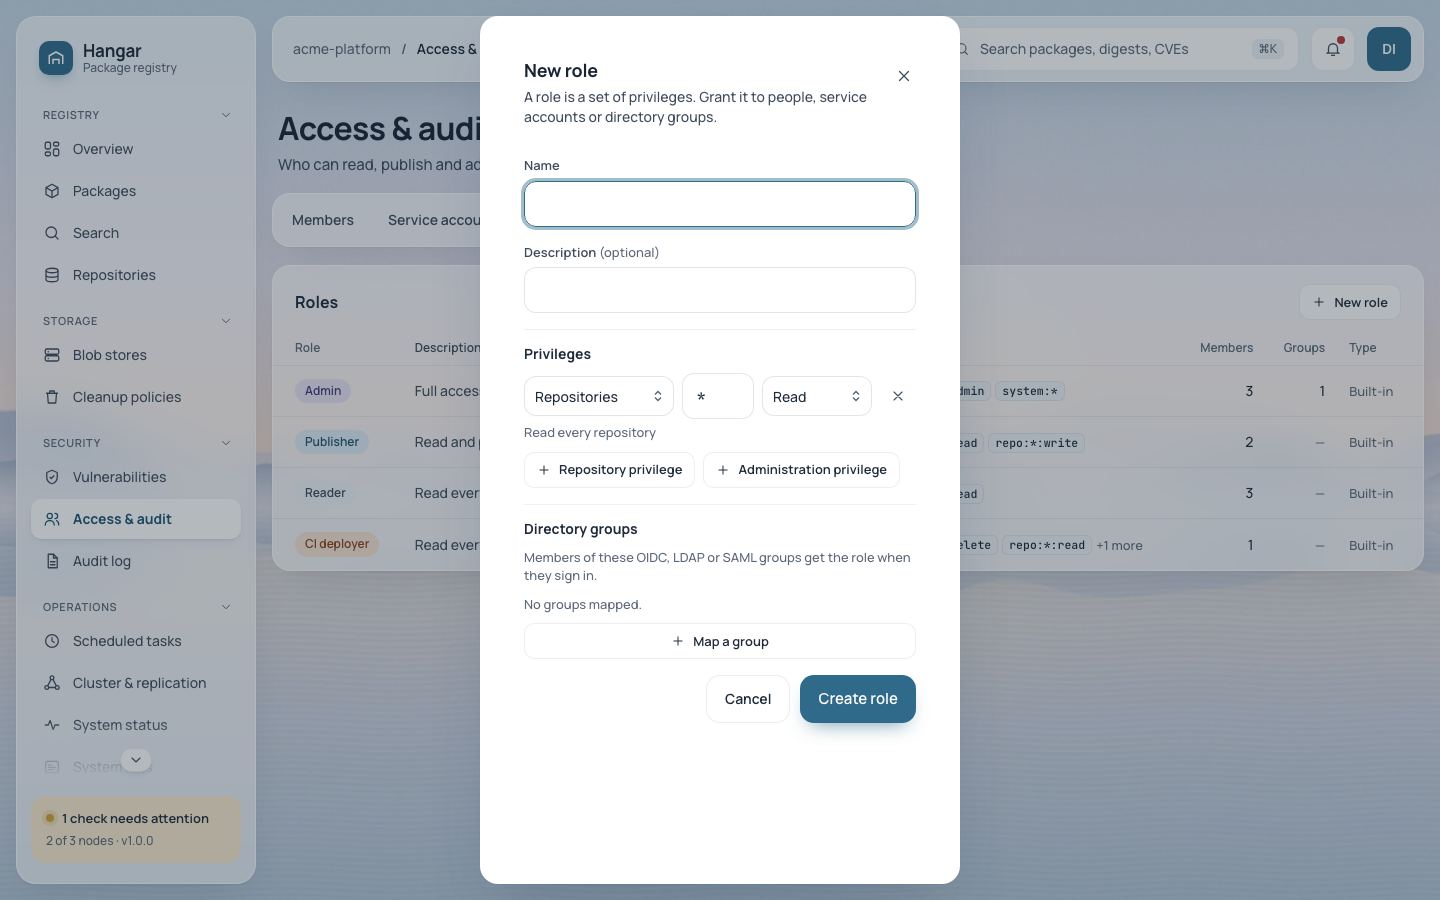 Hangar
Package registry
REGISTRY
Overview
Packages
Search
Repositories
STORAGE
Blob stores
Cleanup policies
SECURITY
Vulnerabilities
Access & audit
Audit log
OPERATIONS
Scheduled tasks
Cluster & replication
System status
System
1 check needs attention
2 of 3 nodes · v1.0.0
acme-platform / Access &
Search packages, digests, CVEs ⌘K
DI
Access & audi
Who can read, publish and ad
Members Service accou
Roles
New role
Role Description Members Groups Type
Admin Full access dmin system:* 3 1 Built-in
Publisher Read and p ead repo:*:write 2 – Built-in
Reader Read ever ead 3 – Built-in
CI deployer Read ever elete repo:*:read +1 more 1 – Built-in
New role
A role is a set of privileges. Grant it to people, service
accounts or directory groups.
Name
Description (optional)
Privileges
Repositories * Read
Read every repository
Repository privilege Administration privilege
Directory groups
Members of these OIDC, LDAP or SAML groups get the role when
they sign in.
No groups mapped.
Map a group
Cancel Create role